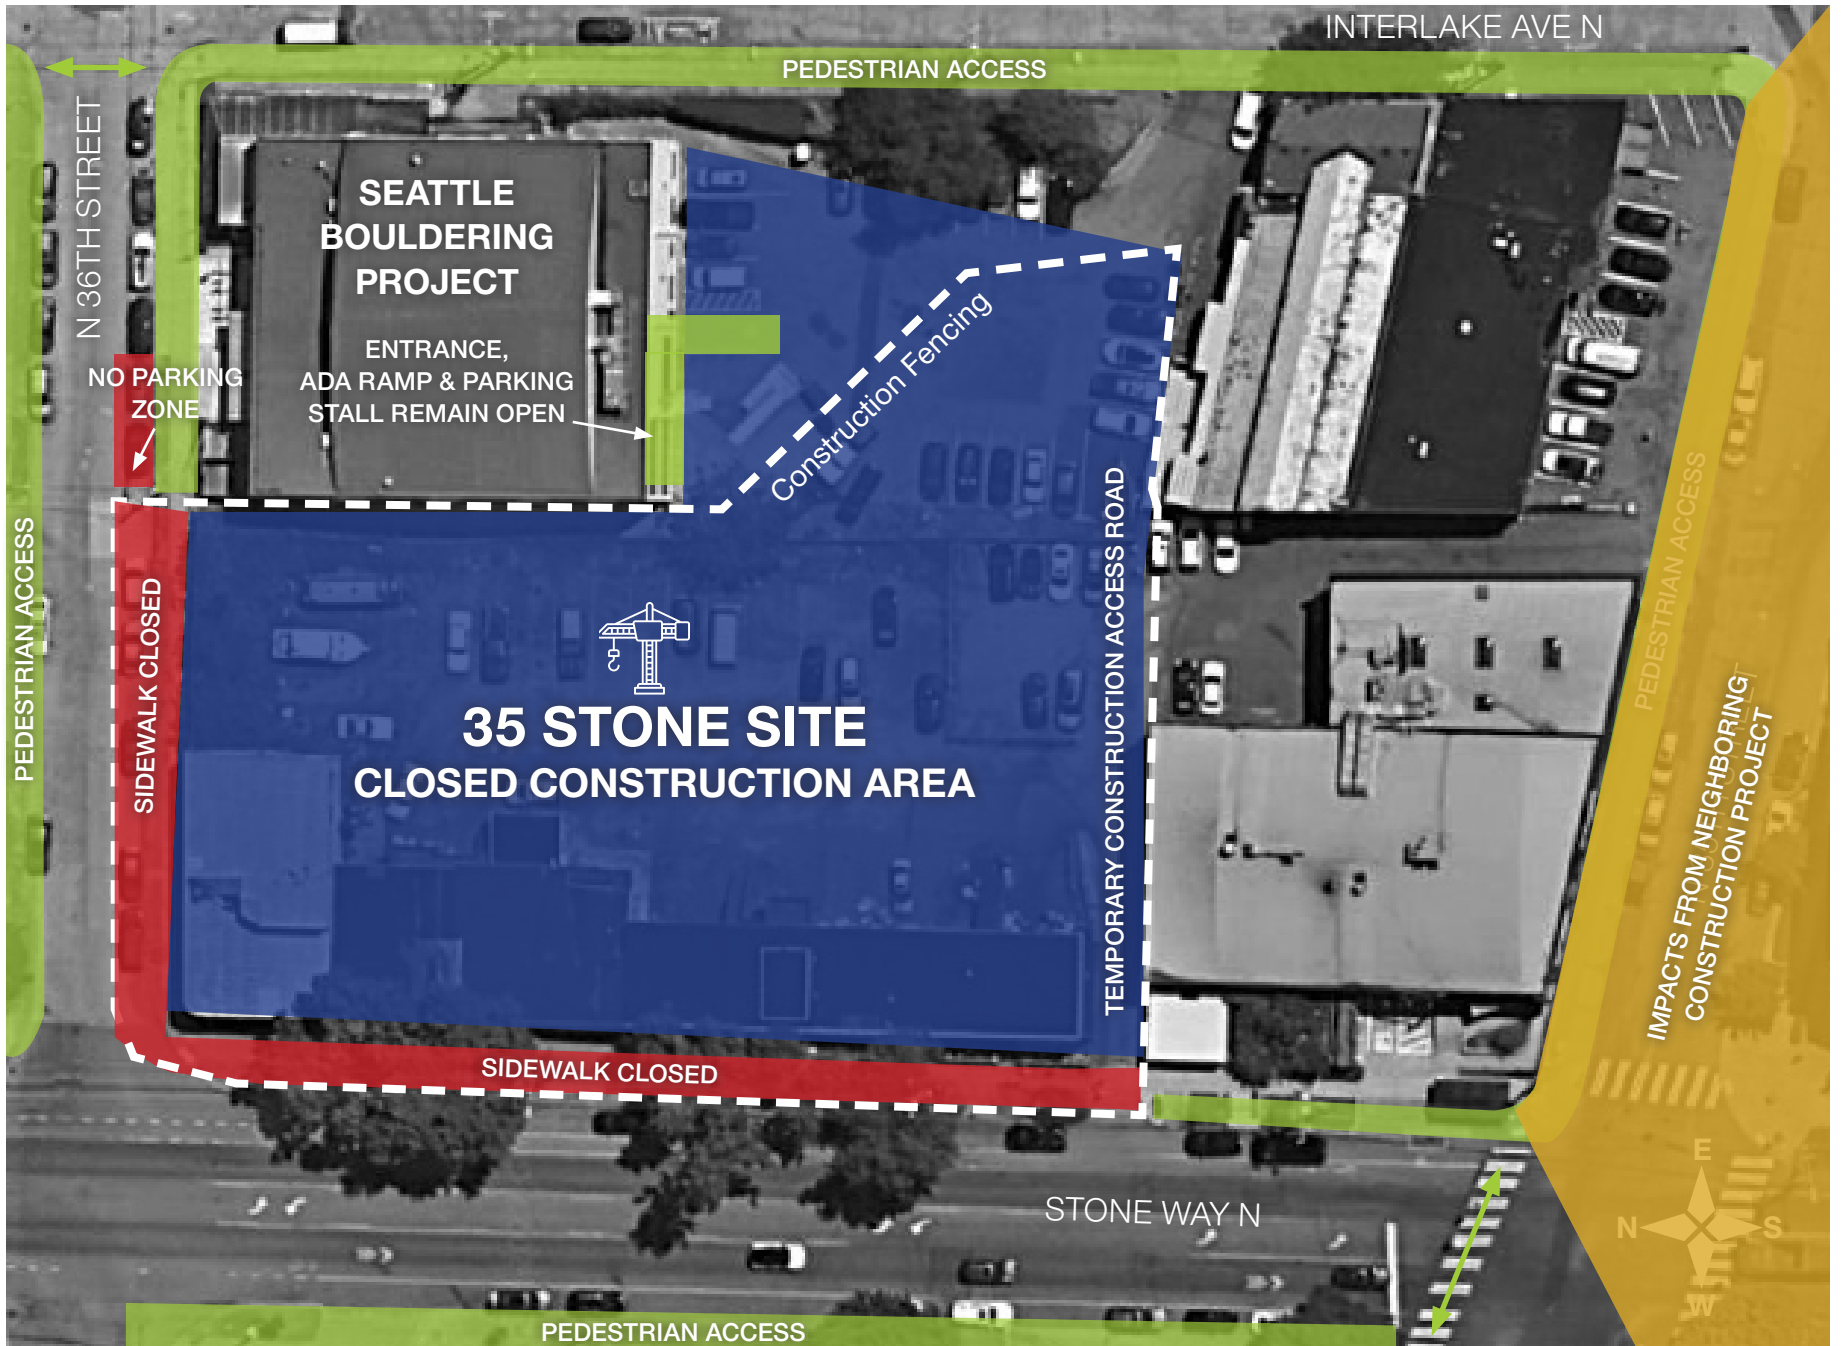 INTERLAKE AVE N
PEDESTRIAN ACCESS
N 36TH STREET
SEATTLE
BOULDERING
PROJECT
ENTRANCE,
ADA RAMP & PARKING
STALL REMAIN OPEN
NO PARKING
ZONE
Construction Fencing
PEDESTRIAN ACCESS
SIDEWALK CLOSED
35 STONE SITE
CLOSED CONSTRUCTION AREA
TEMPORARY CONSTRUCTION ACCESS ROAD
PEDESTRIAN ACCESS
IMPACTS FROM NEIGHBORING
CONSTRUCTION PROJECT
SIDEWALK CLOSED
STONE WAY N
E
N
S
W
PEDESTRIAN ACCESS